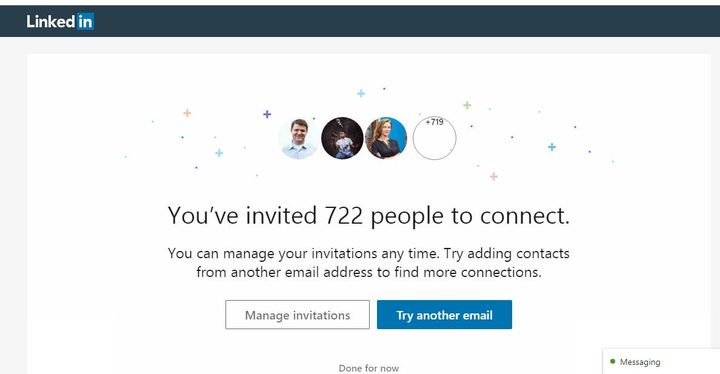 Linked in
+719
You've invited 722 people to connect.
You can manage your invitations any time. Try adding contacts
from another email address to find more connections.
Manage invitations
Try another email
Done for now
Messaging